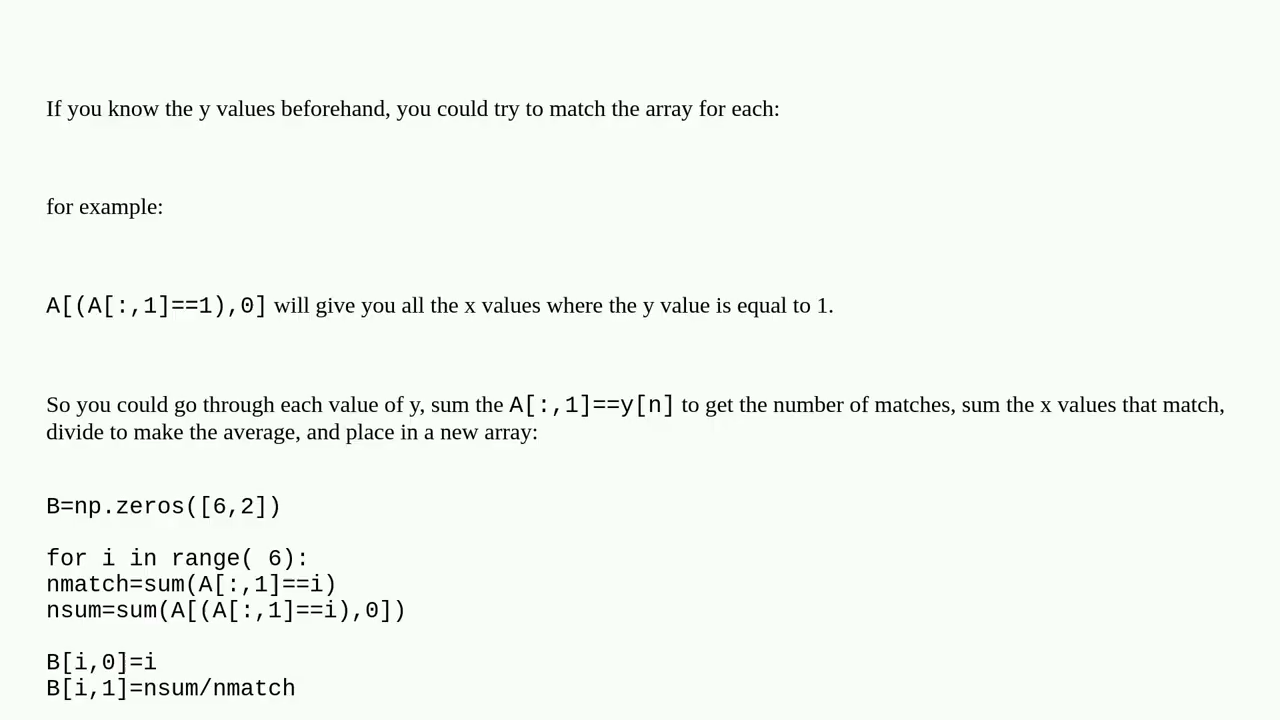 If you know the y values beforehand, you could try to match the array for each:
for example:
A[(A[:,1]==1),0] will give you all the x values where the y value is equal to 1.
So you could go through each value of y, sum the A[:,1]==y[n] to get the number of matches, sum the x values that match,
divide to make the average, and place in a new array:
B=np.zeros([6,2])
for i in range( 6):
nmatch=sum(A[:,1]==i)
nsum=sum(A[(A[:,1]==i),0])
B[i,0]=i
B[i,1]=nsum/nmatch